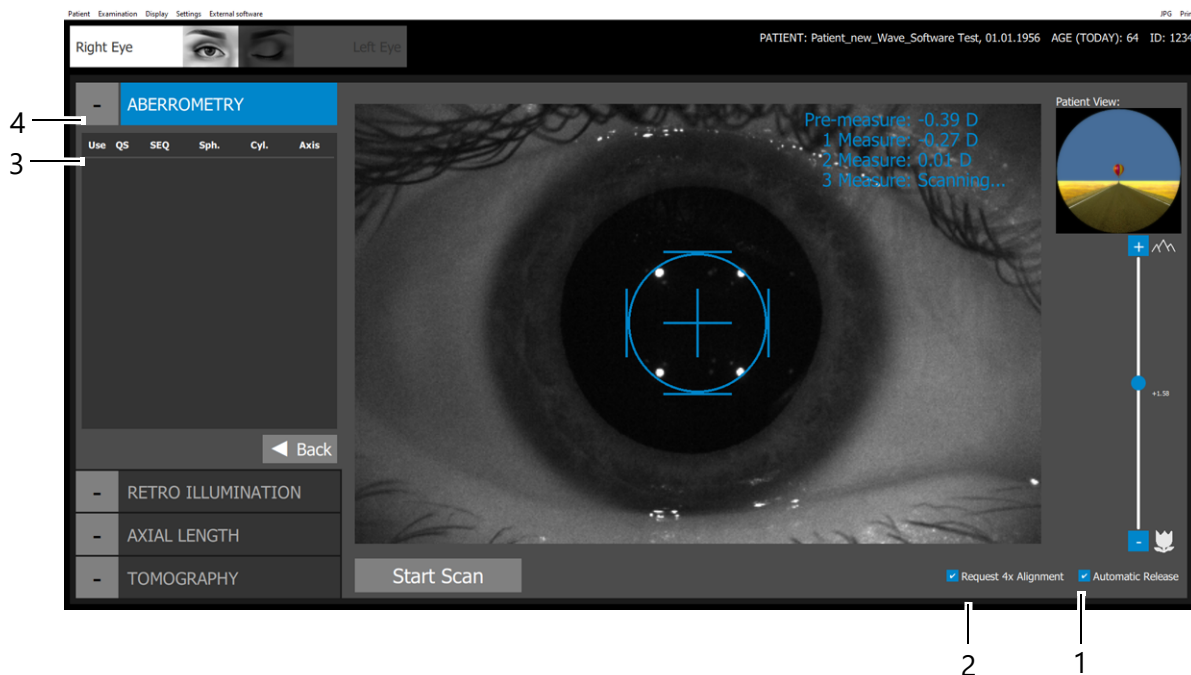 Patient Examination Display Settings External software JPG Prin
Right Eye Left Eye PATIENT: Patient_new_Wave_Software Test, 01.01.1956 AGE (TODAY): 64 ID: 1234
- ABERROMETRY
Patient View:
4
Pre-measure: -0.39 D
1 Measure: -0.27 D
2 Measure: 0.01 D
3 Measure: Scanning...
Use QS SEQ Sph. Cyl. Axis
3
+
+1.58
-
Back
- RETRO ILLUMINATION
- AXIAL LENGTH
- TOMOGRAPHY
Start Scan
Request 4x Alignment Automatic Release
2 1